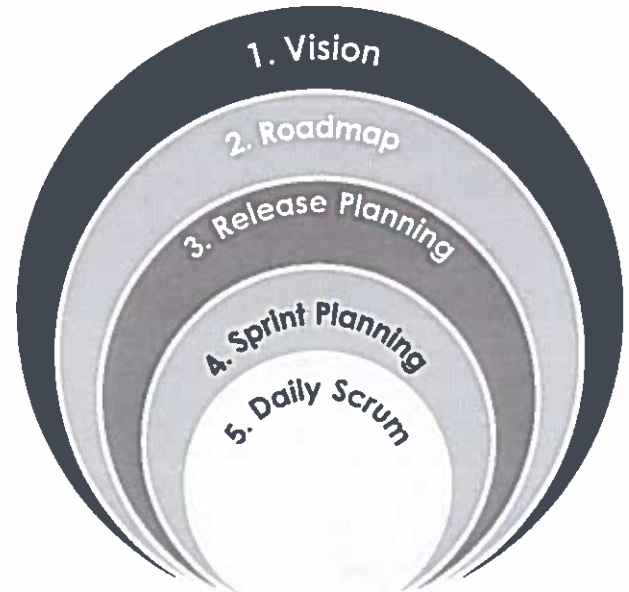 1. Vision
2. Roadmap
3. Release Planning
4. Sprint Planning
5. Daily Scrum